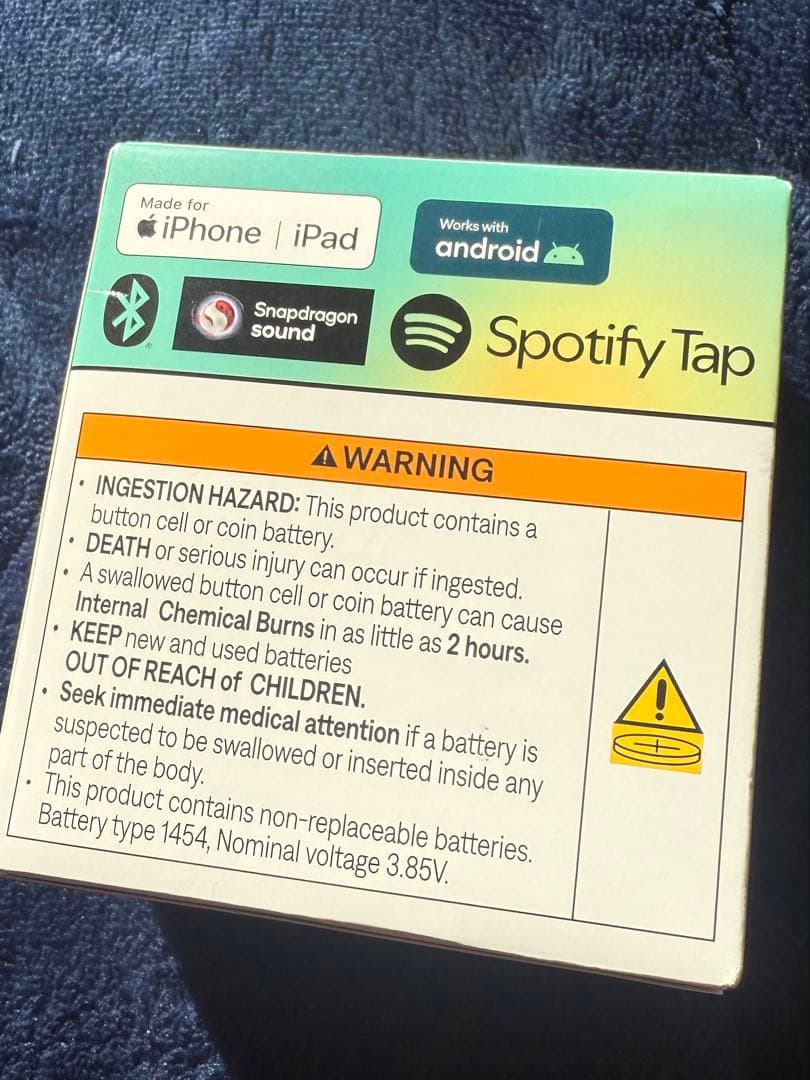 Made for
iPhone | iPad
Works with
android
Snapdragon
sound
Spotify Tap
WARNING
• INGESTION HAZARD: This product contains a
button cell or coin battery.
• DEATH or serious injury can occur if ingested.
• A swallowed button cell or coin battery can cause
Internal Chemical Burns in as little as 2 hours.
• KEEP new and used batteries
OUT OF REACH of CHILDREN.
• Seek immediate medical attention if a battery is
suspected to be swallowed or inserted inside any
part of the body.
• This product contains non-replaceable batteries.
Battery type 1454, Nominal voltage 3.85V.